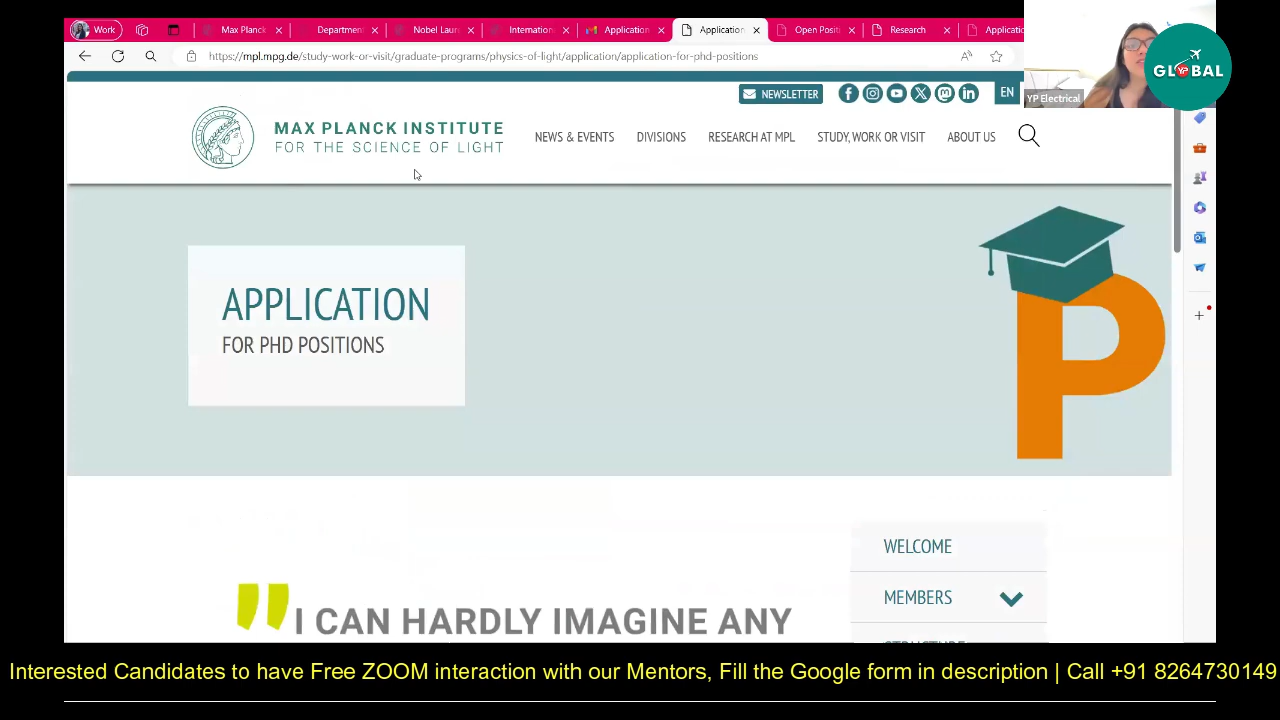 Work
Max Planck
Department
Nobel Laure
Internation
Application
Application
Open Positi
Research
Applicatio
https://mpl.mpg.de/study-work-or-visit/graduate-programs/physics-of-light/application/application-for-phd-positions
YP Electrical
YP
GLOBAL
NEWSLETTER
EN
MAX PLANCK INSTITUTE
FOR THE SCIENCE OF LIGHT
NEWS & EVENTS
DIVISIONS
RESEARCH AT MPL
STUDY, WORK OR VISIT
ABOUT US
APPLICATION
FOR PHD POSITIONS
P
WELCOME
MEMBERS
STRUCTURE
"I CAN HARDLY IMAGINE ANY
Interested Candidates to have Free ZOOM interaction with our Mentors, Fill the Google form in description | Call +91 8264730149